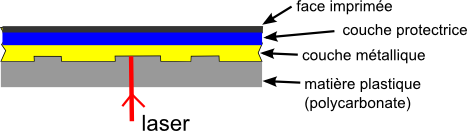 face imprimée
couche protectrice
couche métallique
matière plastique
(polycarbonate)
laser